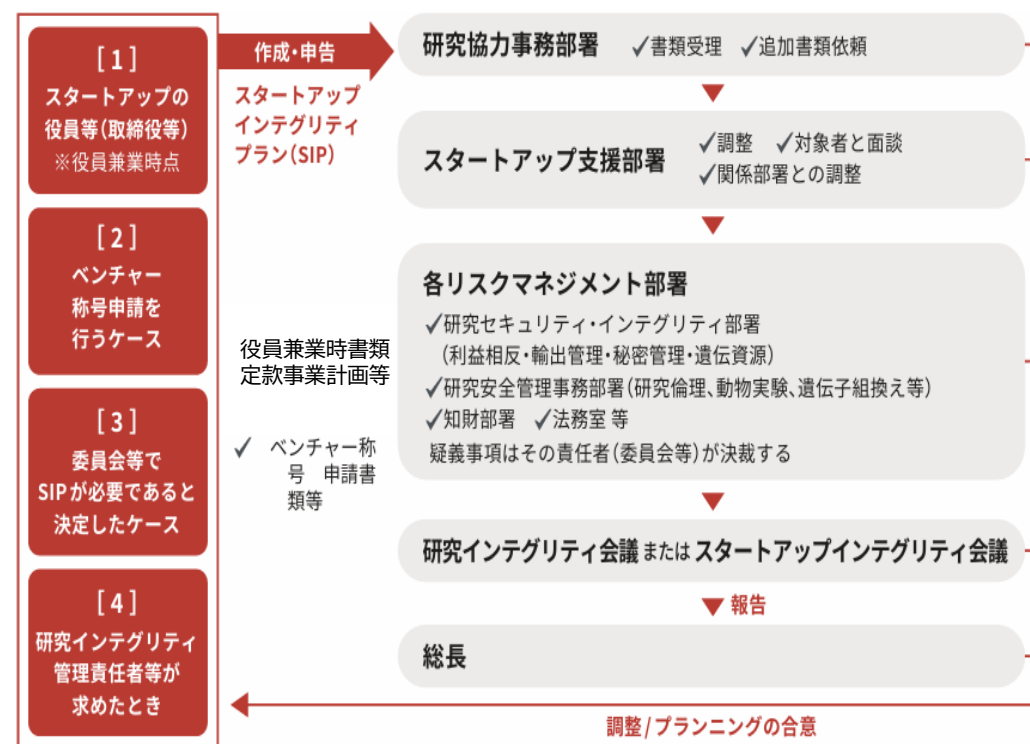 [1]
スタートアップの
役員等(取締役等)
※役員兼業時点
[2]
ベンチャー
称号申請を
行うケース
[3]
委員会等で
SIPが必要であると
決定したケース
[4]
研究インテグリティ
管理責任者等が
求めたとき
作成・申告
スタートアップ
インテグリティ
プラン(SIP)
役員兼業時書類
定款事業計画等
✓ ベンチャー称
号 申請書
類等
研究協力事務部署 ✓書類受理 ✓追加書類依頼
スタートアップ支援部署
✓調整 ✓対象者と面談
✓関係部署との調整
各リスクマネジメント部署
✓研究セキュリティ・インテグリティ部署
(利益相反・輸出管理・秘密管理・遺伝資源)
✓研究安全管理事務部署(研究倫理、動物実験、遺伝子組換え等)
✓知財部署 ✓法務室 等
疑義事項はその責任者(委員会等)が決裁する
研究インテグリティ会議 または スタートアップインテグリティ会議
報告
総長
調整/プランニングの合意